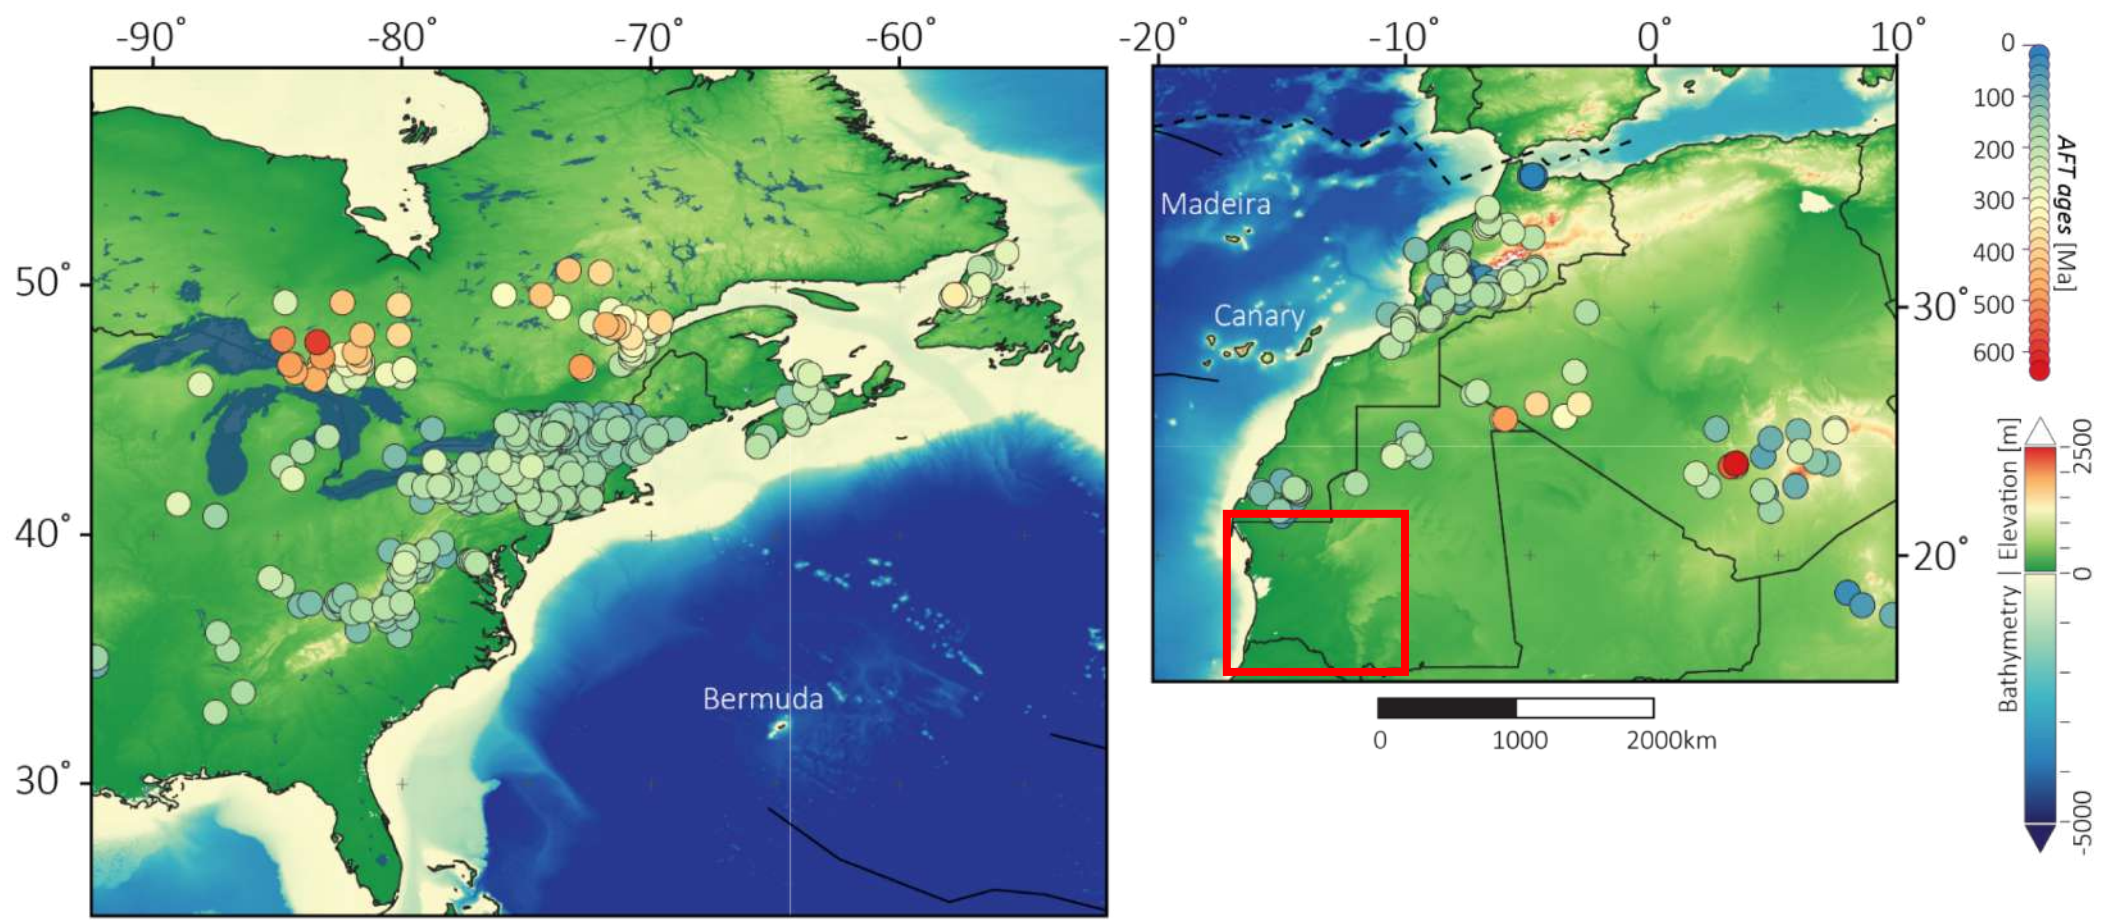 -90° -80° -70° -60°
-20° -10° 0° 10°
50°
40°
30°
Bermuda
Madeira
Canary
30°
20°
0 1000 2000km
0
100
200
300
400
500
600
AFT ages [Ma]
Bathymetry | Elevation [m]
2500
0
-5000